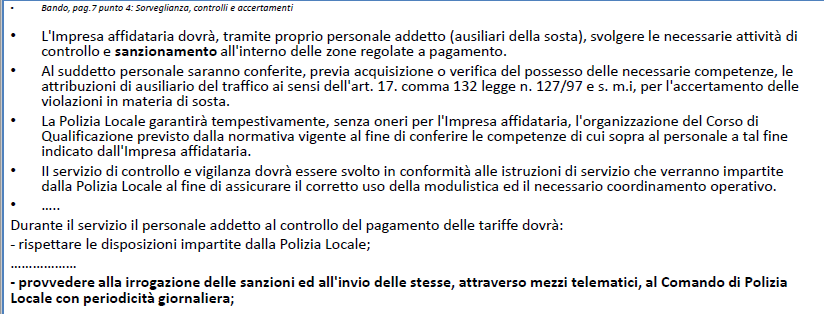 • Bando, pag.7 punto 4: Sorveglianza, controlli e accertamenti
• L'Impresa affidataria dovrà, tramite proprio personale addetto (ausiliari della sosta), svolgere le necessarie attività di
controllo e sanzionamento all'interno delle zone regolate a pagamento.
• Al suddetto personale saranno conferite, previa acquisizione o verifica del possesso delle necessarie competenze, le
attribuzioni di ausiliario del traffico ai sensi dell'art. 17. comma 132 legge n. 127/97 e s. m.i, per l'accertamento delle
violazioni in materia di sosta.
• La Polizia Locale garantirà tempestivamente, senza oneri per l'Impresa affidataria, l'organizzazione del Corso di
Qualificazione previsto dalla normativa vigente al fine di conferire le competenze di cui sopra al personale a tal fine
indicato dall'Impresa affidataria.
• II servizio di controllo e vigilanza dovrà essere svolto in conformità alle istruzioni di servizio che verranno impartite
dalla Polizia Locale al fine di assicurare il corretto uso della modulistica ed il necessario coordinamento operativo.
• …..
Durante il servizio il personale addetto al controllo del pagamento delle tariffe dovrà:
- rispettare le disposizioni impartite dalla Polizia Locale;
………………
- provvedere alla irrogazione delle sanzioni ed all'invio delle stesse, attraverso mezzi telematici, al Comando di Polizia
Locale con periodicità giornaliera;